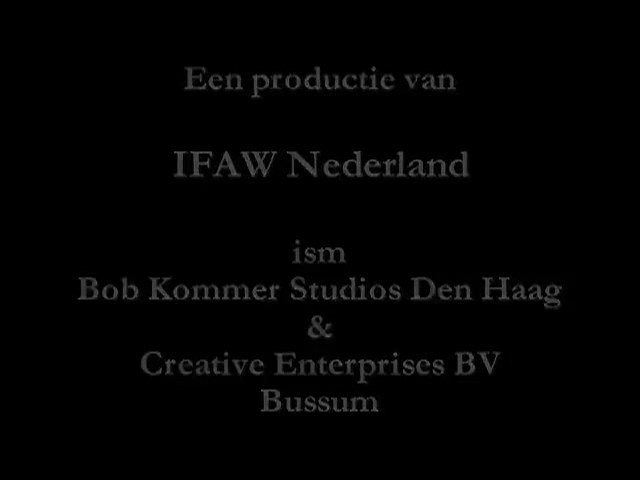 Een productie van
IFAW Nederland
ism
Bob Kommer Studios Den Haag
&
Creative Enterprises BV
Bussum